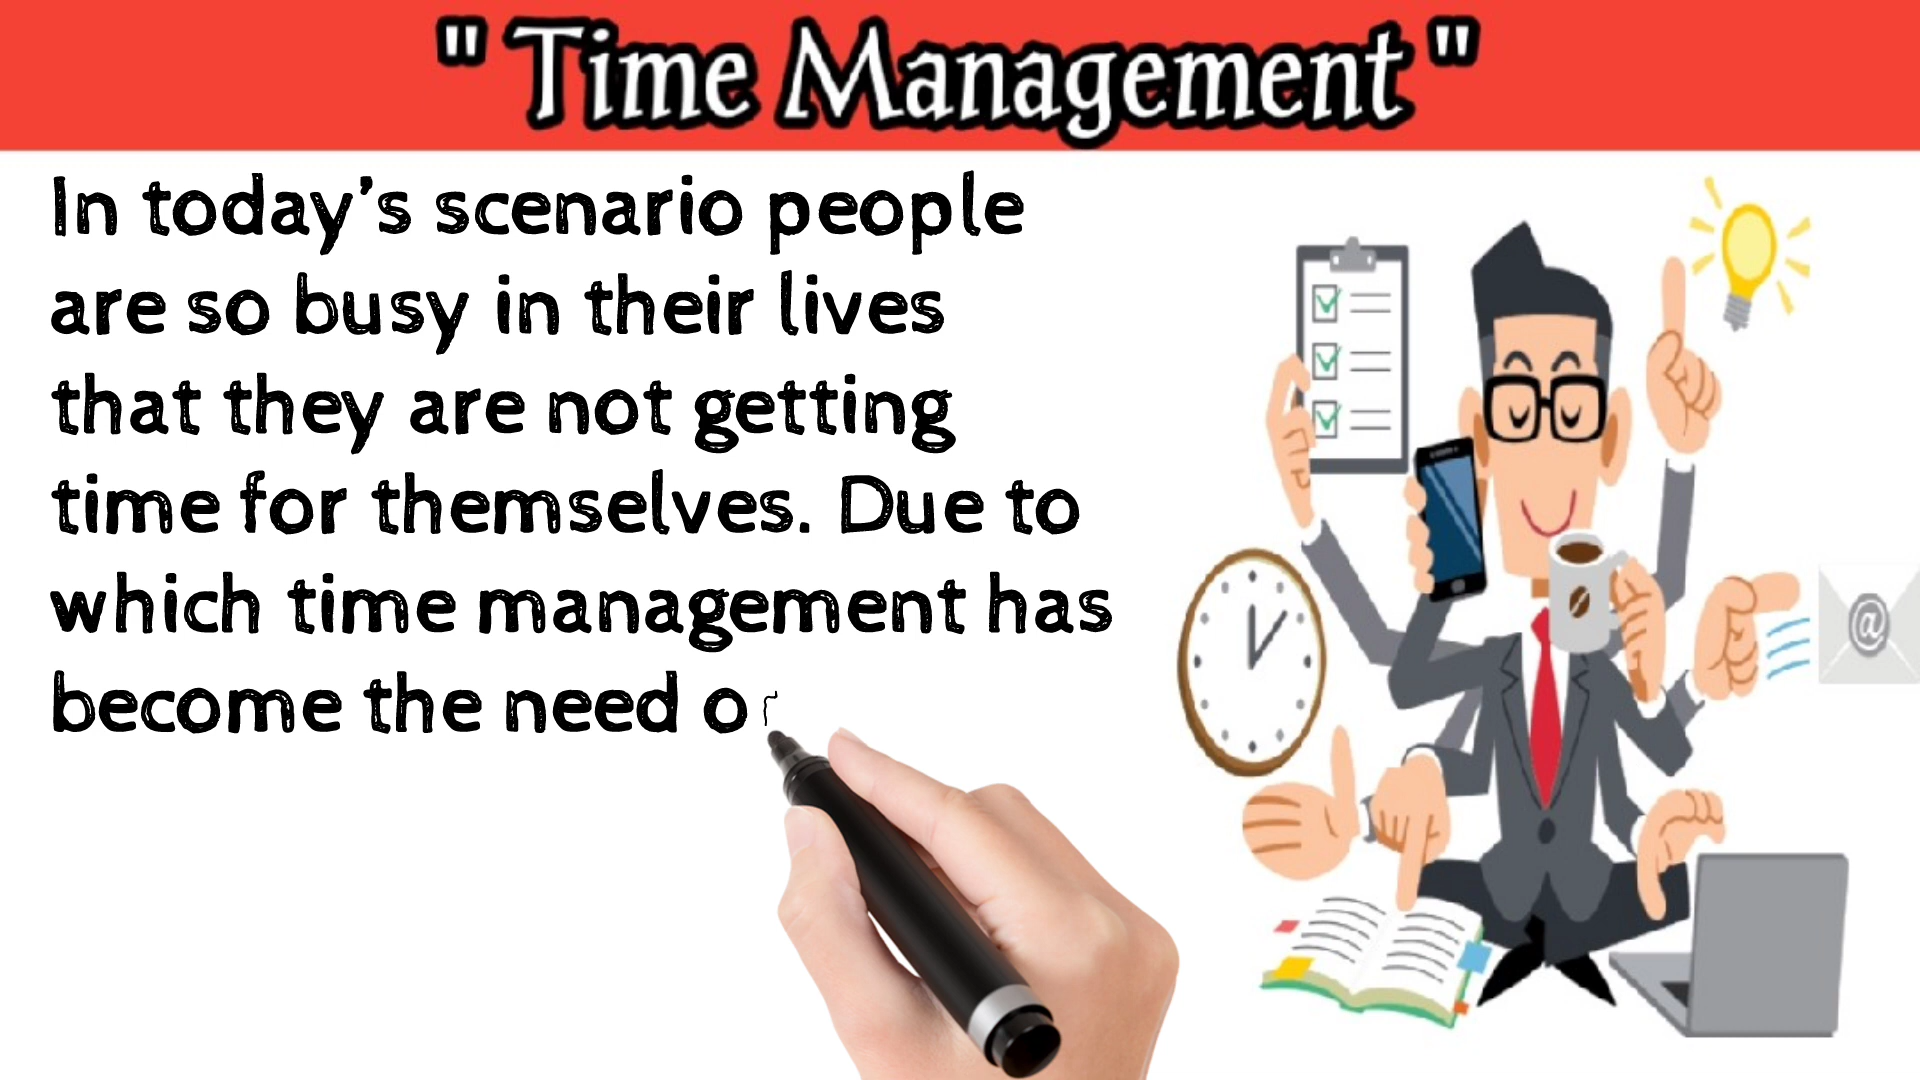 " Time Management "
In today's scenario people
are so busy in their lives
that they are not getting
time for themselves. Due to
which time management has
become the need o
@